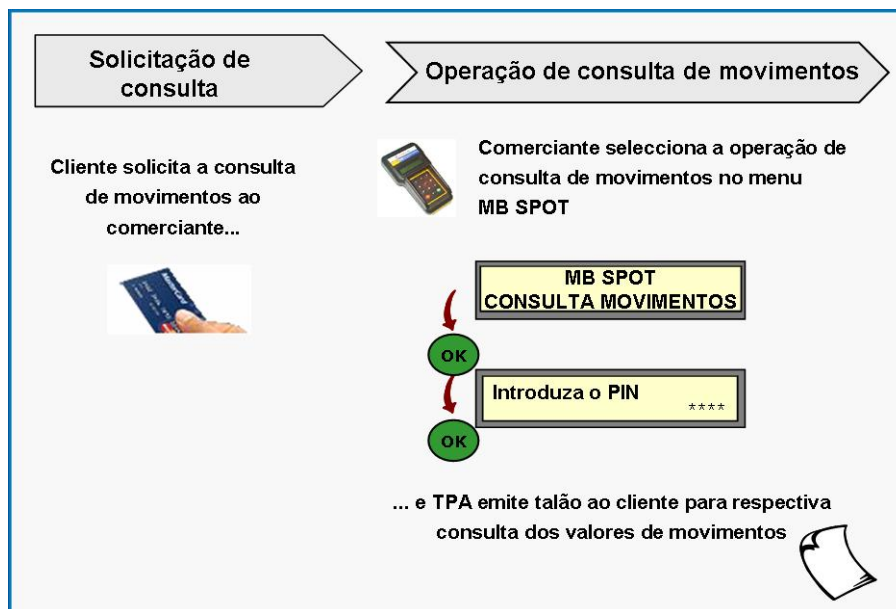 Solicitação de
consulta
Operação de consulta de movimentos
Cliente solicita a consulta
de movimentos ao
comerciante...
MasterCard
Comerciante selecciona a operação de
consulta de movimentos no menu
MB SPOT
MB SPOT
CONSULTA MOVIMENTOS
OK
Introduza o PIN
****
OK
... e TPA emite talão ao cliente para respectiva
consulta dos valores de movimentos